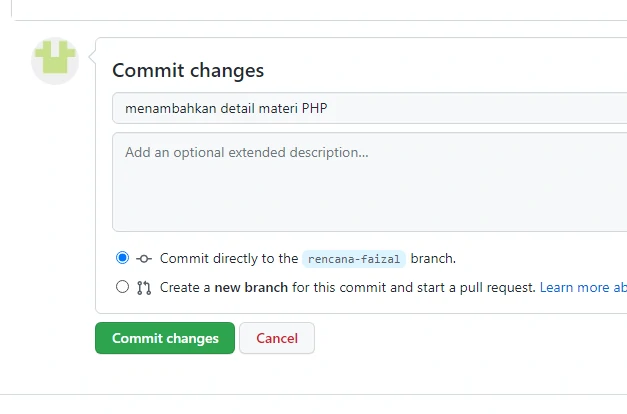 Commit changes
menambahkan detail materi PHP
Add an optional extended description...
Commit directly to the rencana-faizal branch.
Create a new branch for this commit and start a pull request. Learn more ab
Commit changes Cancel